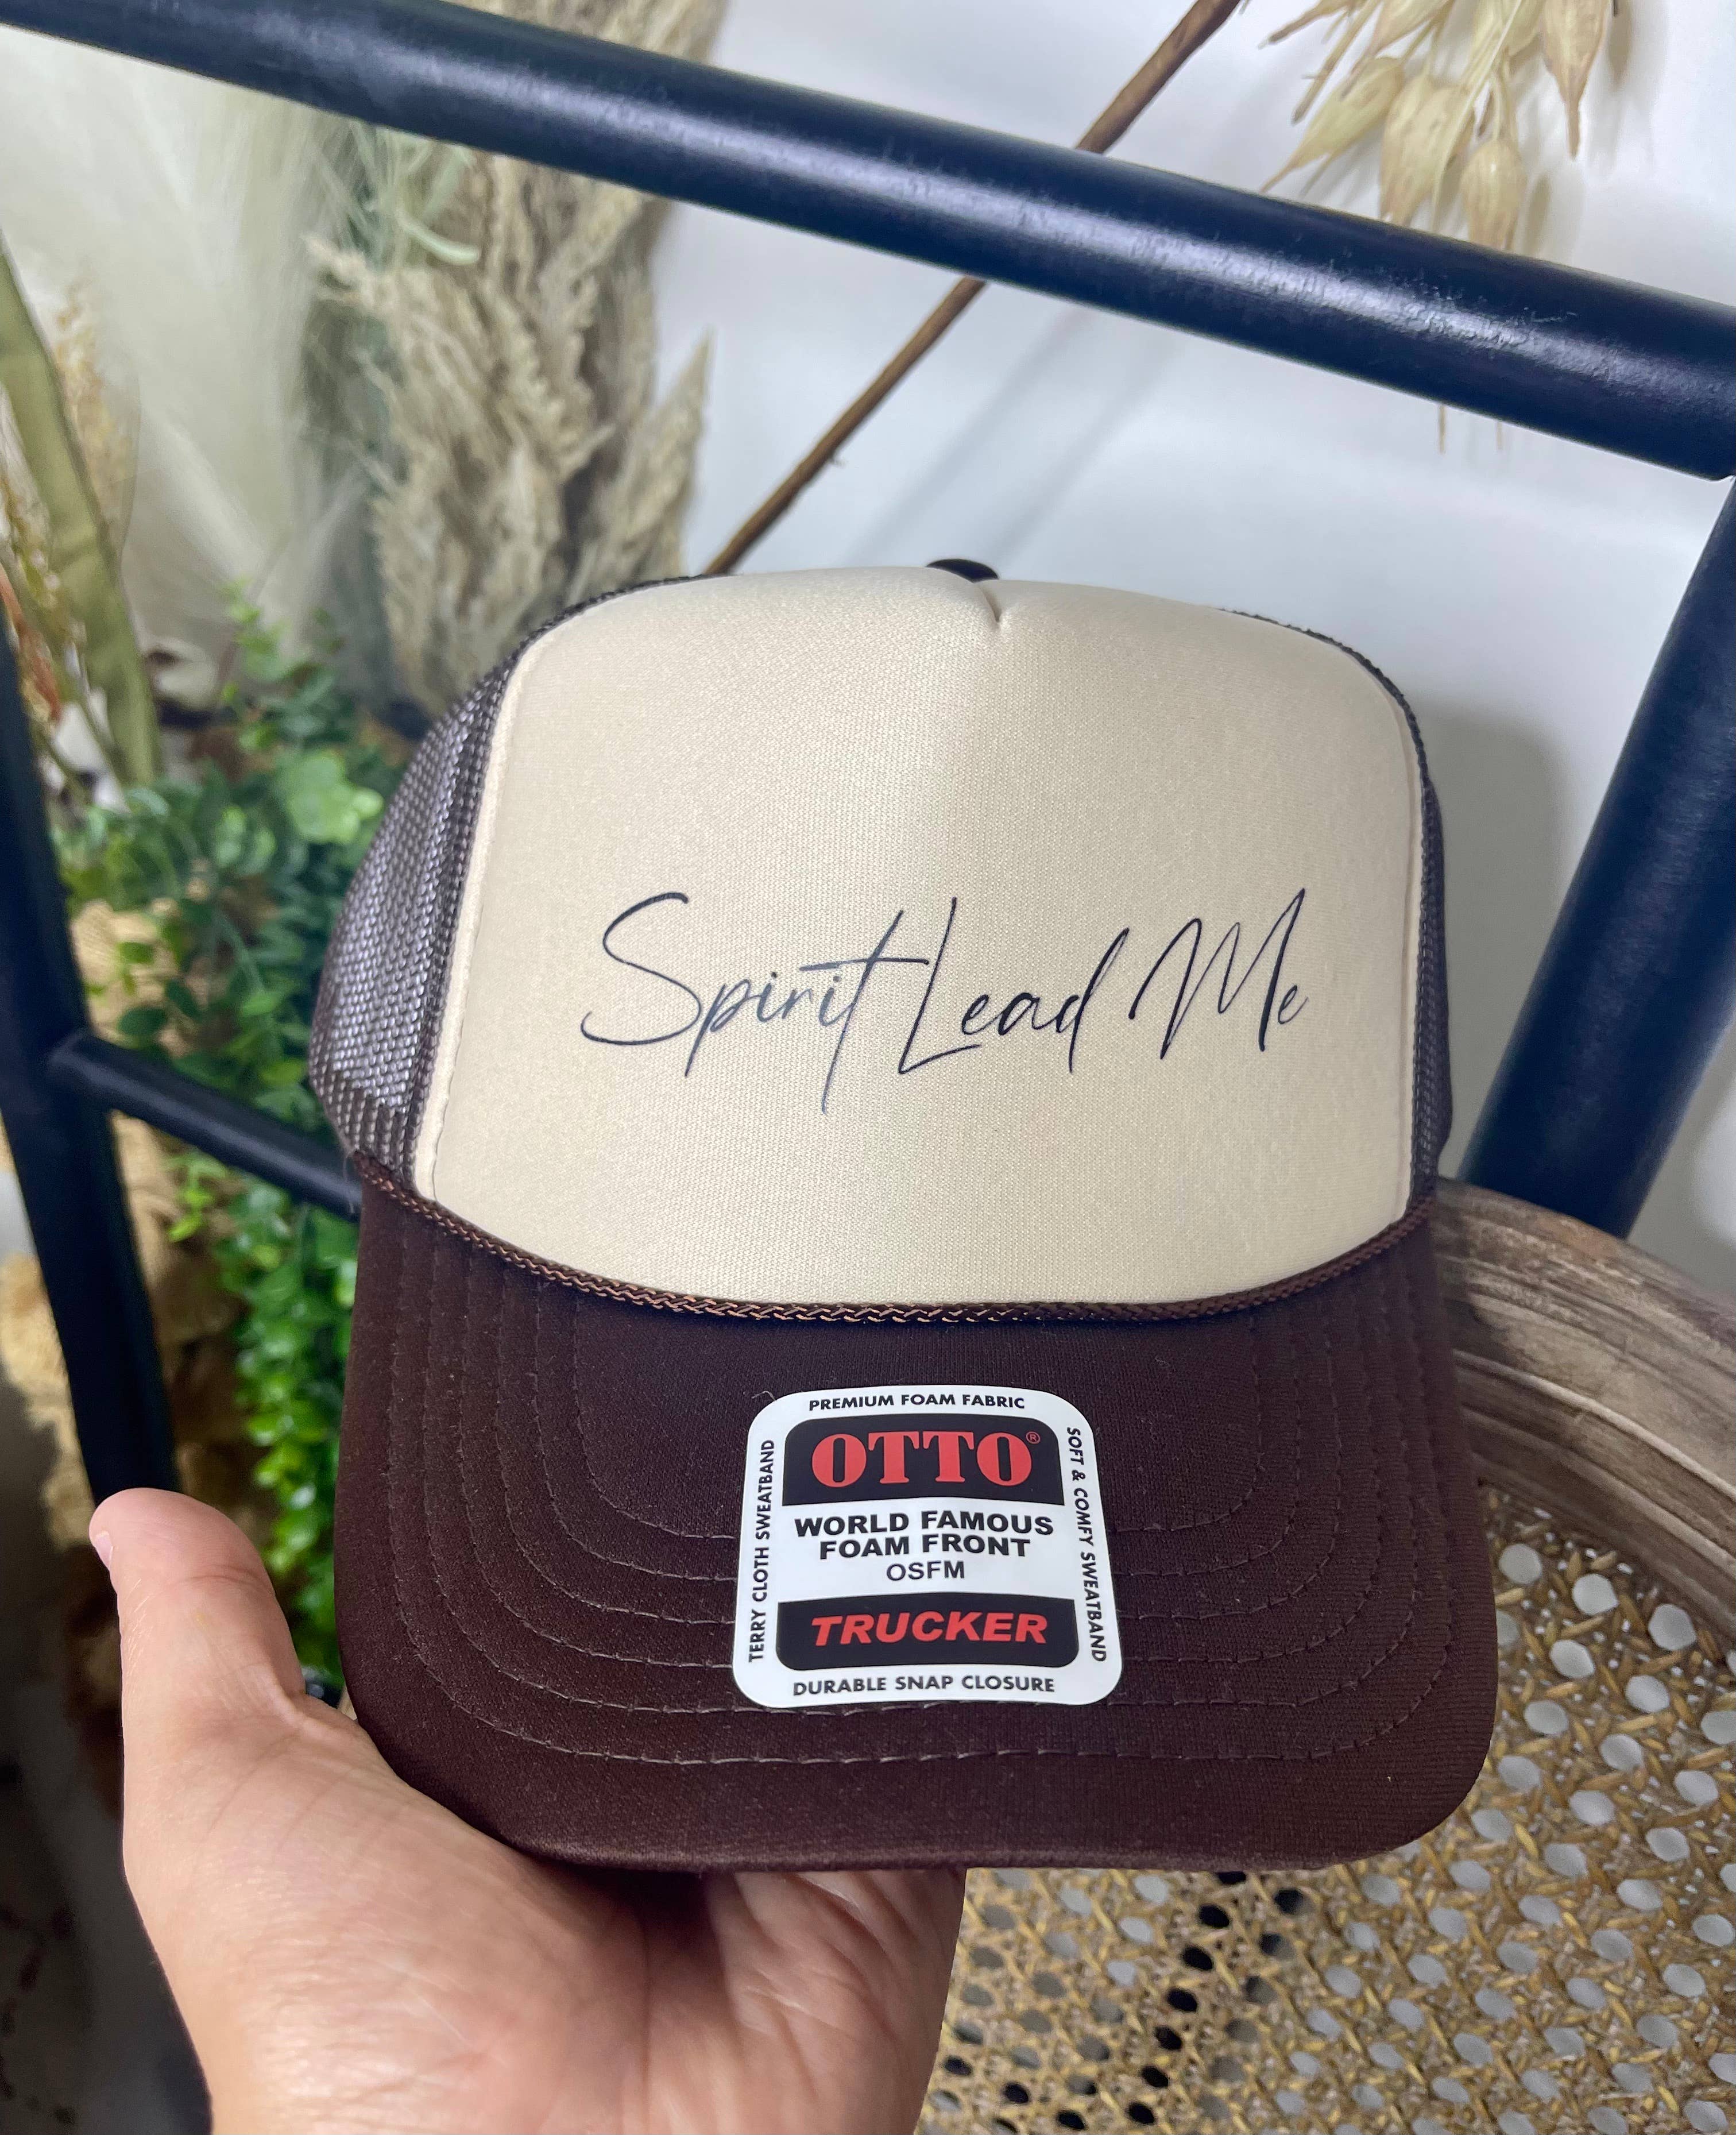 Spirit Lead Me
PREMIUM FOAM FABRIC
OTTO®
WORLD FAMOUS
FOAM FRONT
OSFM
TRUCKER
DURABLE SNAP CLOSURE
TERRY CLOTH SWEATBAND
SOFT & COMFY SWEATBAND